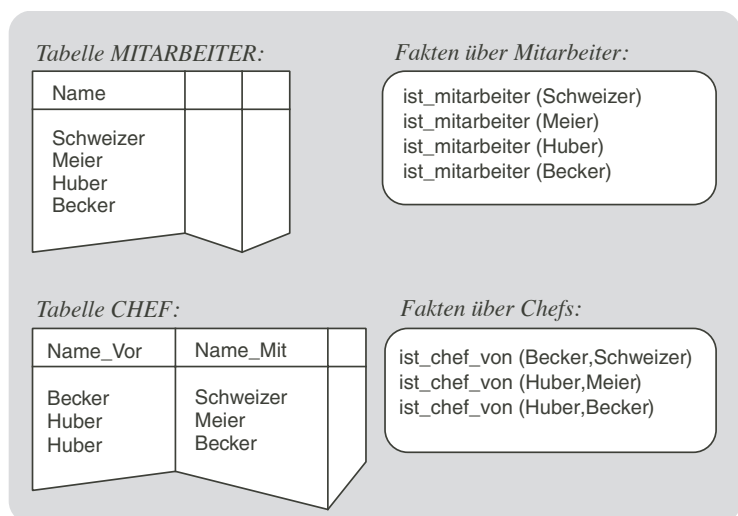 Tabelle MITARBEITER:
Name
Schweizer
Meier
Huber
Becker
Fakten über Mitarbeiter:
ist_mitarbeiter (Schweizer)
ist_mitarbeiter (Meier)
ist_mitarbeiter (Huber)
ist_mitarbeiter (Becker)
Tabelle CHEF:
Name_Vor Name_Mit
Becker Schweizer
Huber Meier
Huber Becker
Fakten über Chefs:
ist_chef_von (Becker,Schweizer)
ist_chef_von (Huber,Meier)
ist_chef_von (Huber,Becker)